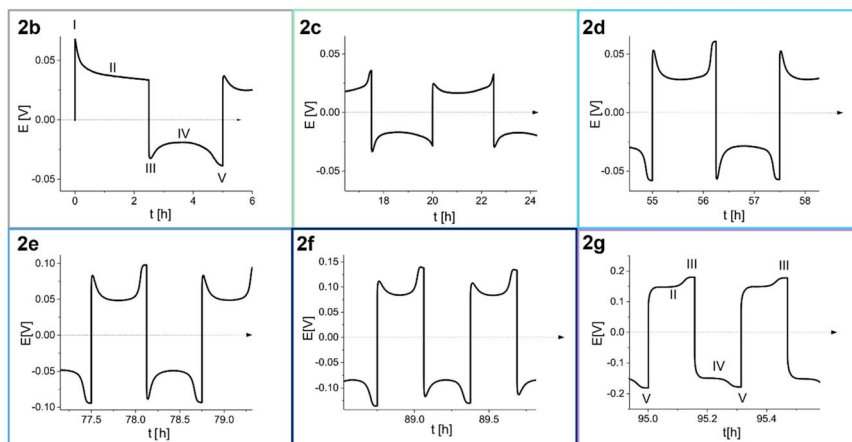 2b
I
II
III
IV
V
0.05
0.00
-0.05
E [V]
0 1 2 3 4 5 6
t [h]
2c
0.05
0.00
-0.05
E [V]
18 20 22 24
t [h]
2d
0.05
0.00
-0.05
E [V]
55 56 57 58
t [h]
2e
0.10
0.05
0.00
-0.05
-0.10
E[V]
77.5 78.0 78.5 79.0
t [h]
2f
0.15
0.10
0.05
0.00
-0.05
-0.10
E[V]
89.0 89.5
t [h]
2g
III
III
II
IV
V
V
0.2
0.1
0.0
-0.1
-0.2
E[V]
95.0 95.2 95.4
t[h]